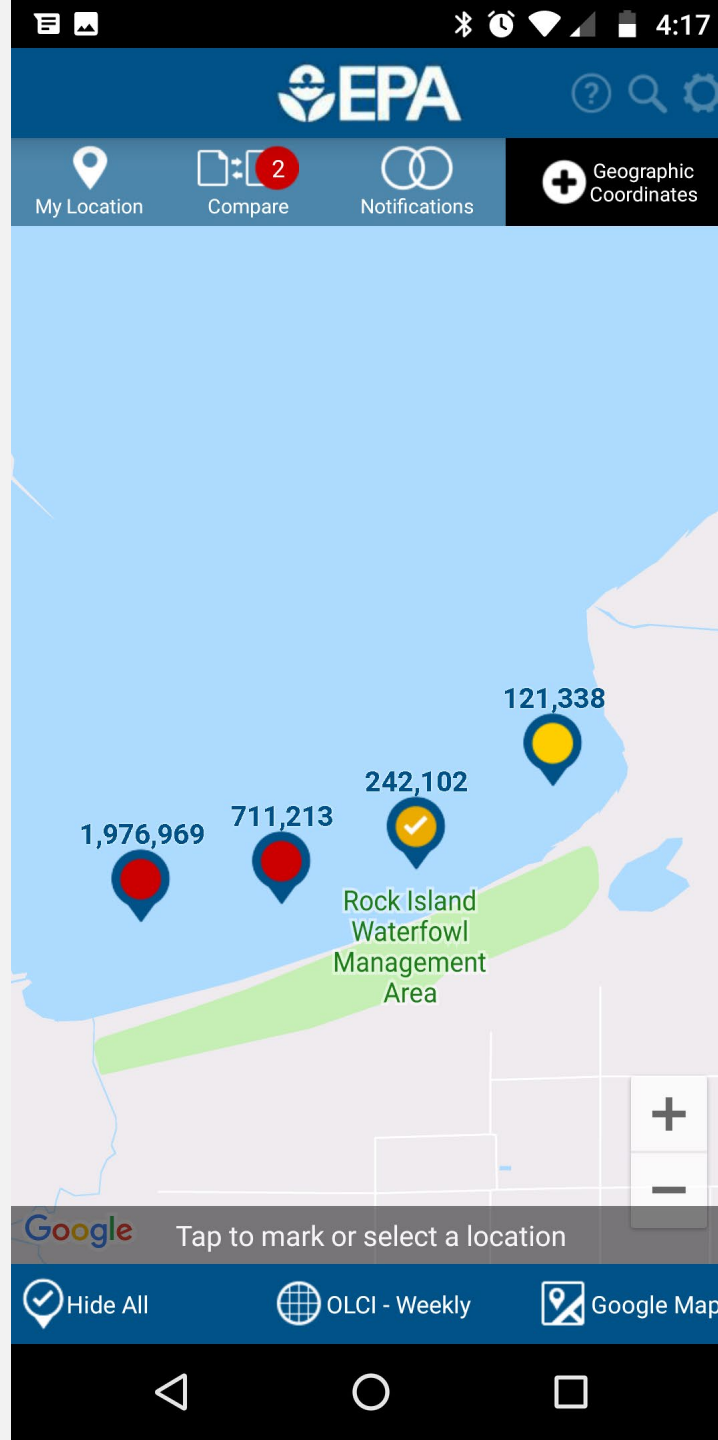 4:17
EPA
?
My Location
2
Compare
Notifications
Geographic
Coordinates
121,338
242,102
711,213
1,976,969
Rock Island
Waterfowl
Management
Area
+
−
Google
Tap to mark or select a location
Hide All
OLCI - Weekly
Google Map